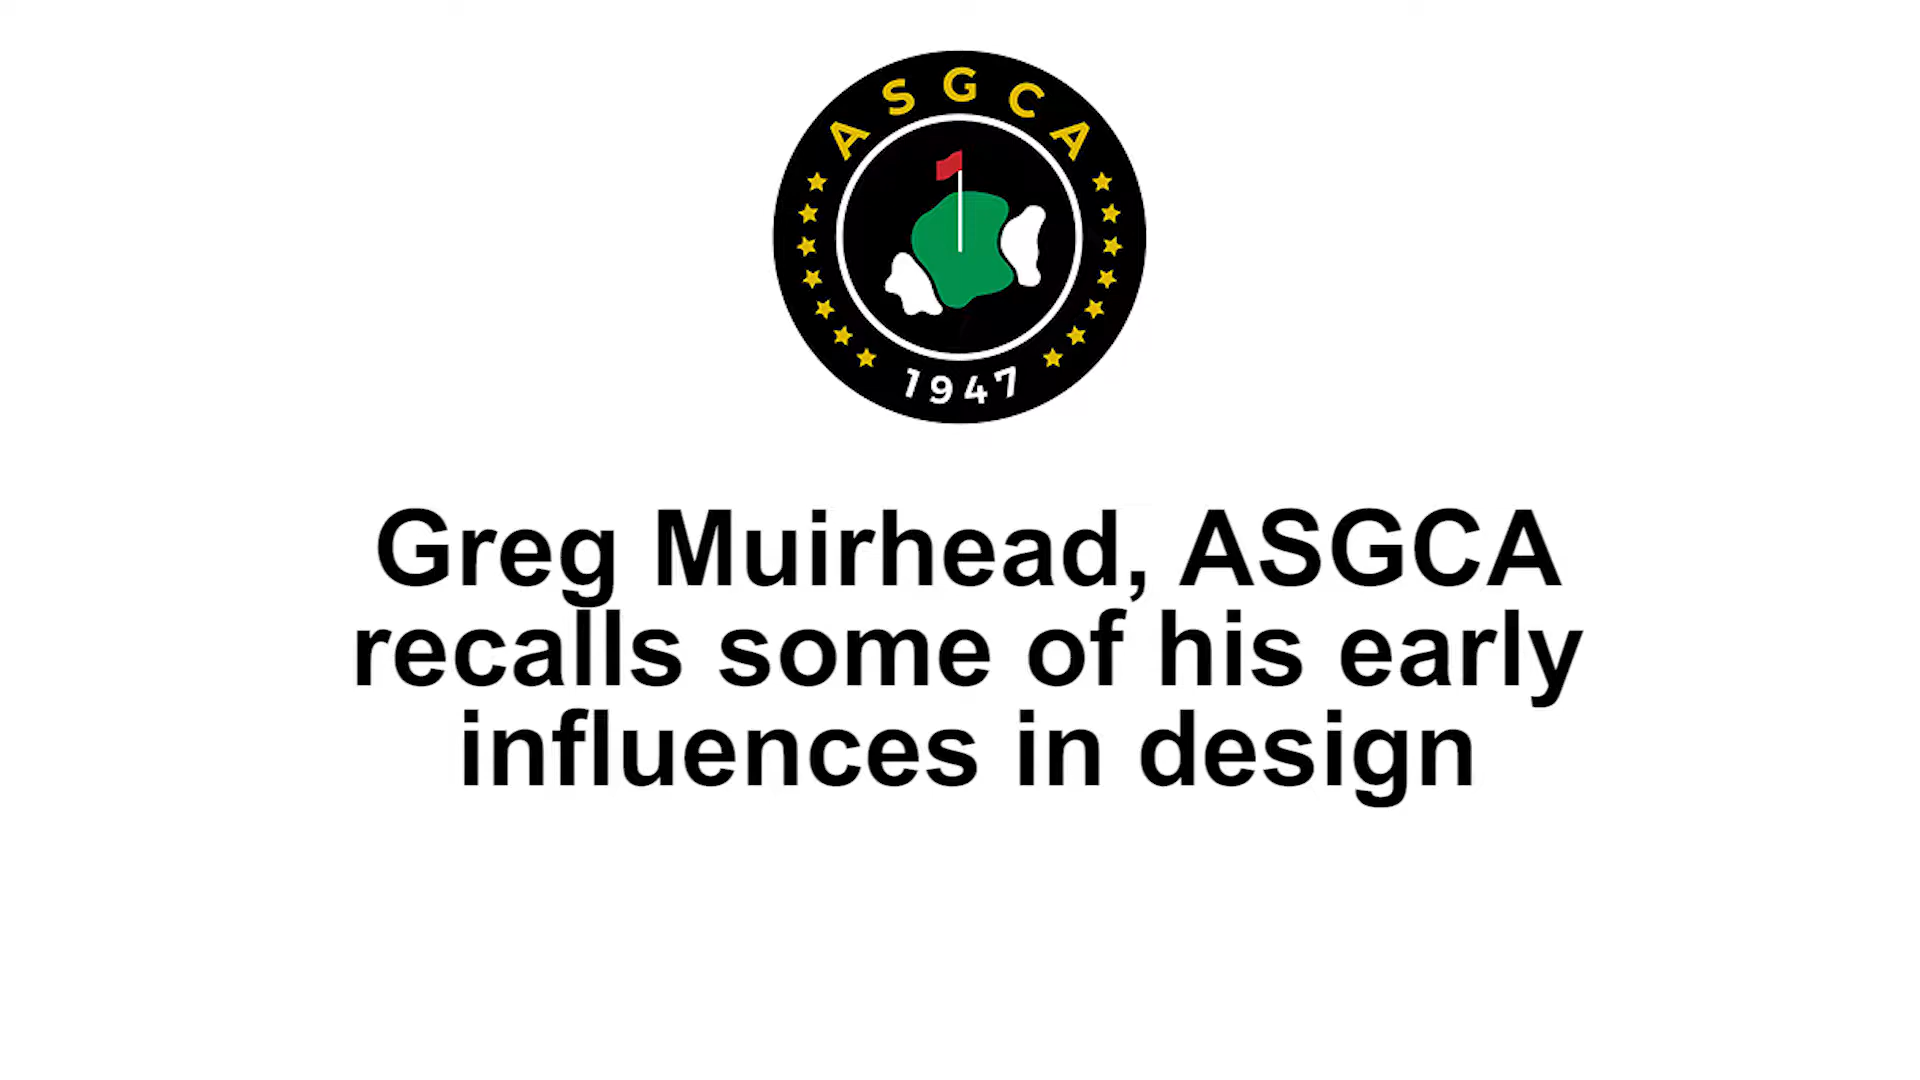 ASGCA
1947
Greg Muirhead, ASGCA
recalls some of his early
influences in design